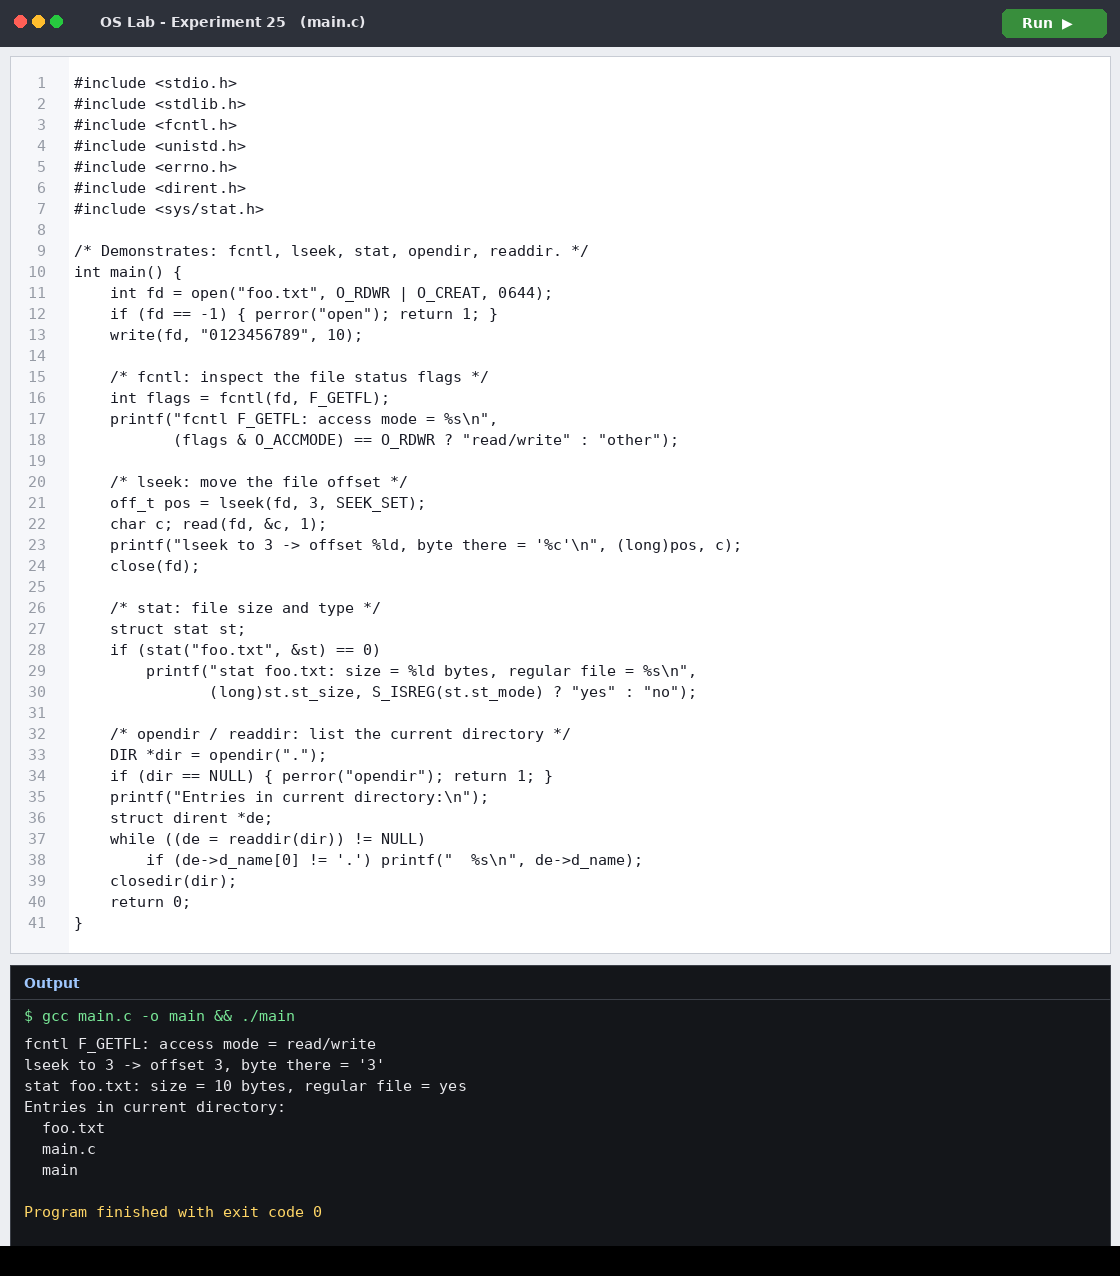 OS Lab - Experiment 25   (main.c)
Run ▶
1 #include <stdio.h>
2 #include <stdlib.h>
3 #include <fcntl.h>
4 #include <unistd.h>
5 #include <errno.h>
6 #include <dirent.h>
7 #include <sys/stat.h>
8
9 /* Demonstrates: fcntl, lseek, stat, opendir, readdir. */
10 int main() {
11     int fd = open("foo.txt", O_RDWR | O_CREAT, 0644);
12     if (fd == -1) { perror("open"); return 1; }
13     write(fd, "0123456789", 10);
14
15     /* fcntl: inspect the file status flags */
16     int flags = fcntl(fd, F_GETFL);
17     printf("fcntl F_GETFL: access mode = %s\n",
18            (flags & O_ACCMODE) == O_RDWR ? "read/write" : "other");
19
20     /* lseek: move the file offset */
21     off_t pos = lseek(fd, 3, SEEK_SET);
22     char c; read(fd, &c, 1);
23     printf("lseek to 3 -> offset %ld, byte there = '%c'\n", (long)pos, c);
24     close(fd);
25
26     /* stat: file size and type */
27     struct stat st;
28     if (stat("foo.txt", &st) == 0)
29         printf("stat foo.txt: size = %ld bytes, regular file = %s\n",
30                (long)st.st_size, S_ISREG(st.st_mode) ? "yes" : "no");
31
32     /* opendir / readdir: list the current directory */
33     DIR *dir = opendir(".");
34     if (dir == NULL) { perror("opendir"); return 1; }
35     printf("Entries in current directory:\n");
36     struct dirent *de;
37     while ((de = readdir(dir)) != NULL)
38         if (de->d_name[0] != '.') printf("  %s\n", de->d_name);
39     closedir(dir);
40     return 0;
41 }
Output
$ gcc main.c -o main && ./main
fcntl F_GETFL: access mode = read/write
lseek to 3 -> offset 3, byte there = '3'
stat foo.txt: size = 10 bytes, regular file = yes
Entries in current directory:
  foo.txt
  main.c
  main
Program finished with exit code 0